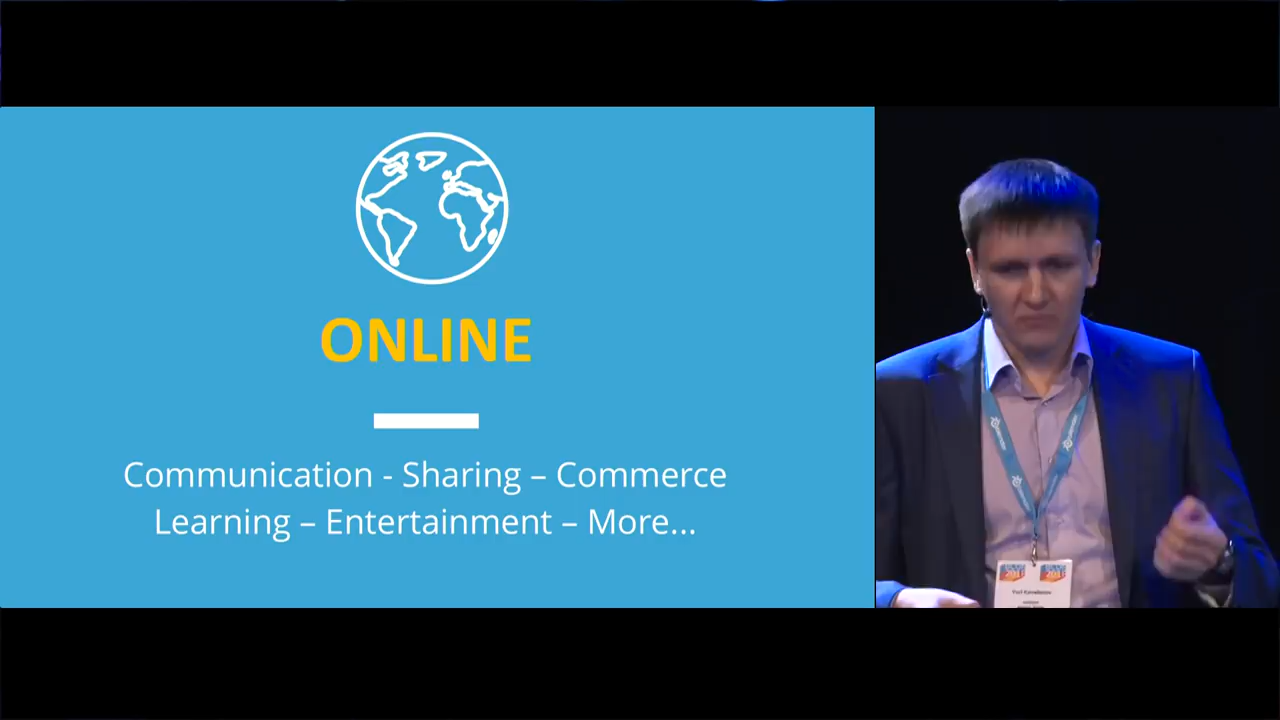 ONLINE
Communication - Sharing – Commerce
Learning – Entertainment – More...